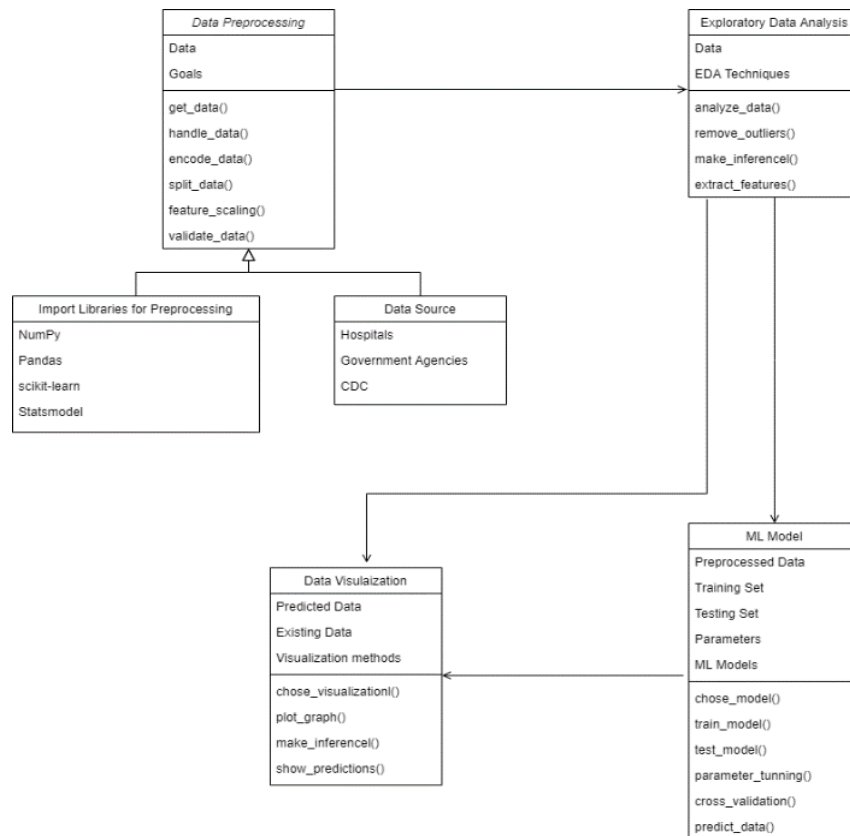 Data Preprocessing
Data
Goals
get_data()
handle_data()
encode_data()
split_data()
feature_scaling()
validate_data()
Exploratory Data Analysis
Data
EDA Techniques
analyze_data()
remove_outliers()
make_inferencel()
extract_features()
Import Libraries for Preprocessing
NumPy
Pandas
scikit-learn
Statsmodel
Data Source
Hospitals
Government Agencies
CDC
Data Visulaization
Predicted Data
Existing Data
Visualization methods
chose_visualizationl()
plot_graph()
make_inferencel()
show_predictions()
ML Model
Preprocessed Data
Training Set
Testing Set
Parameters
ML Models
chose_model()
train_model()
test_model()
parameter_tunning()
cross_validation()
predict_data()